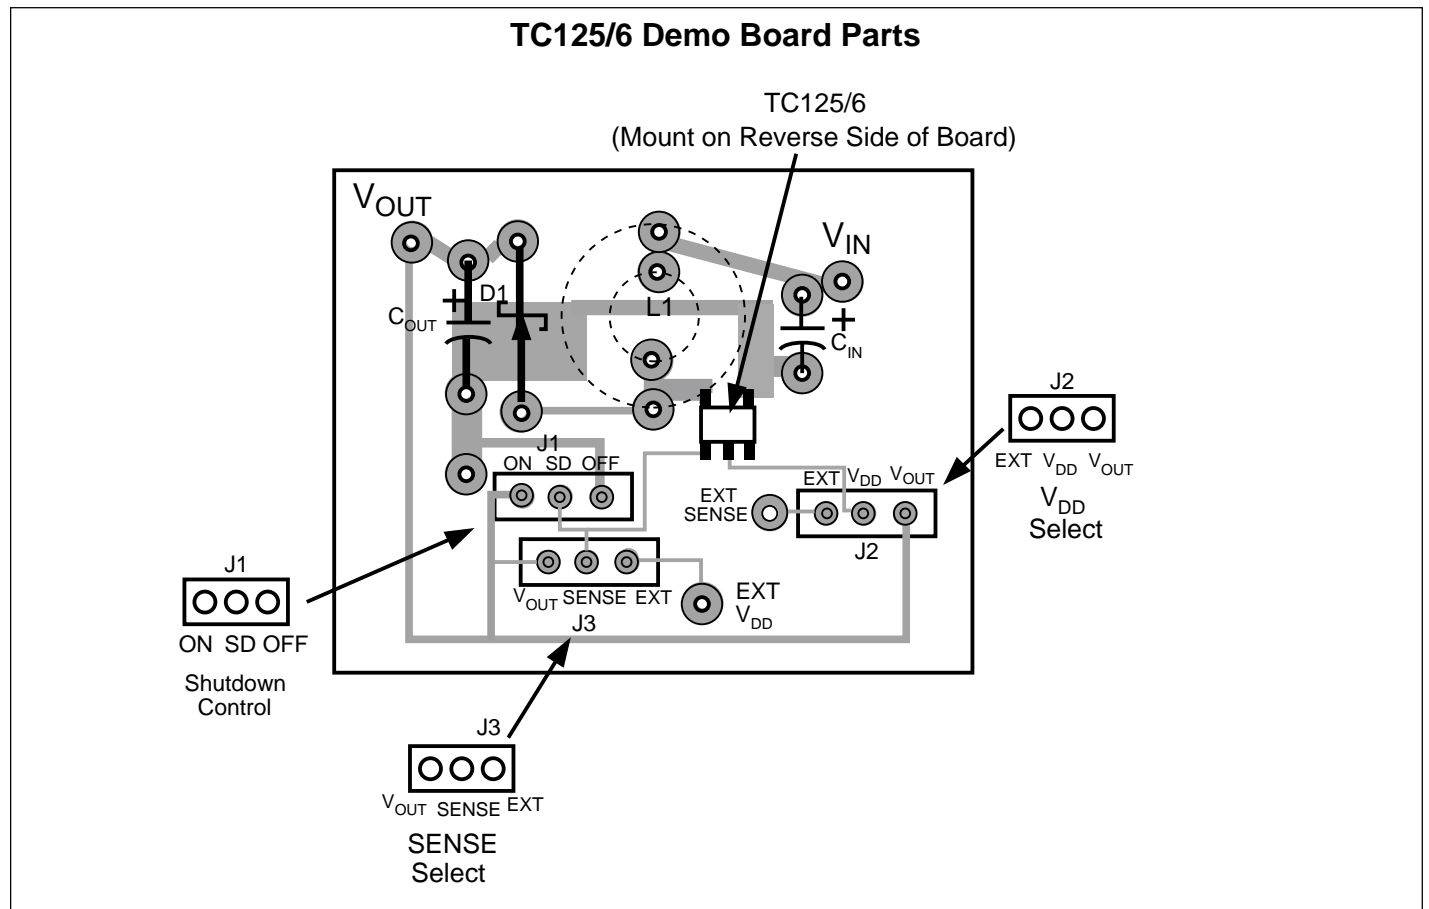 TC125/6 Demo Board Parts
TC125/6
(Mount on Reverse Side of Board)
VOUT
VIN
D1
L1
+
COUT
+
CIN
J2
EXT VDD VOUT
VDD
Select
J1
ON SD OFF
EXT
SENSE
EXT VDD VOUT
J2
VOUT SENSE EXT
J3
EXT
VDD
J1
ON SD OFF
Shutdown
Control
J3
VOUT SENSE EXT
SENSE
Select